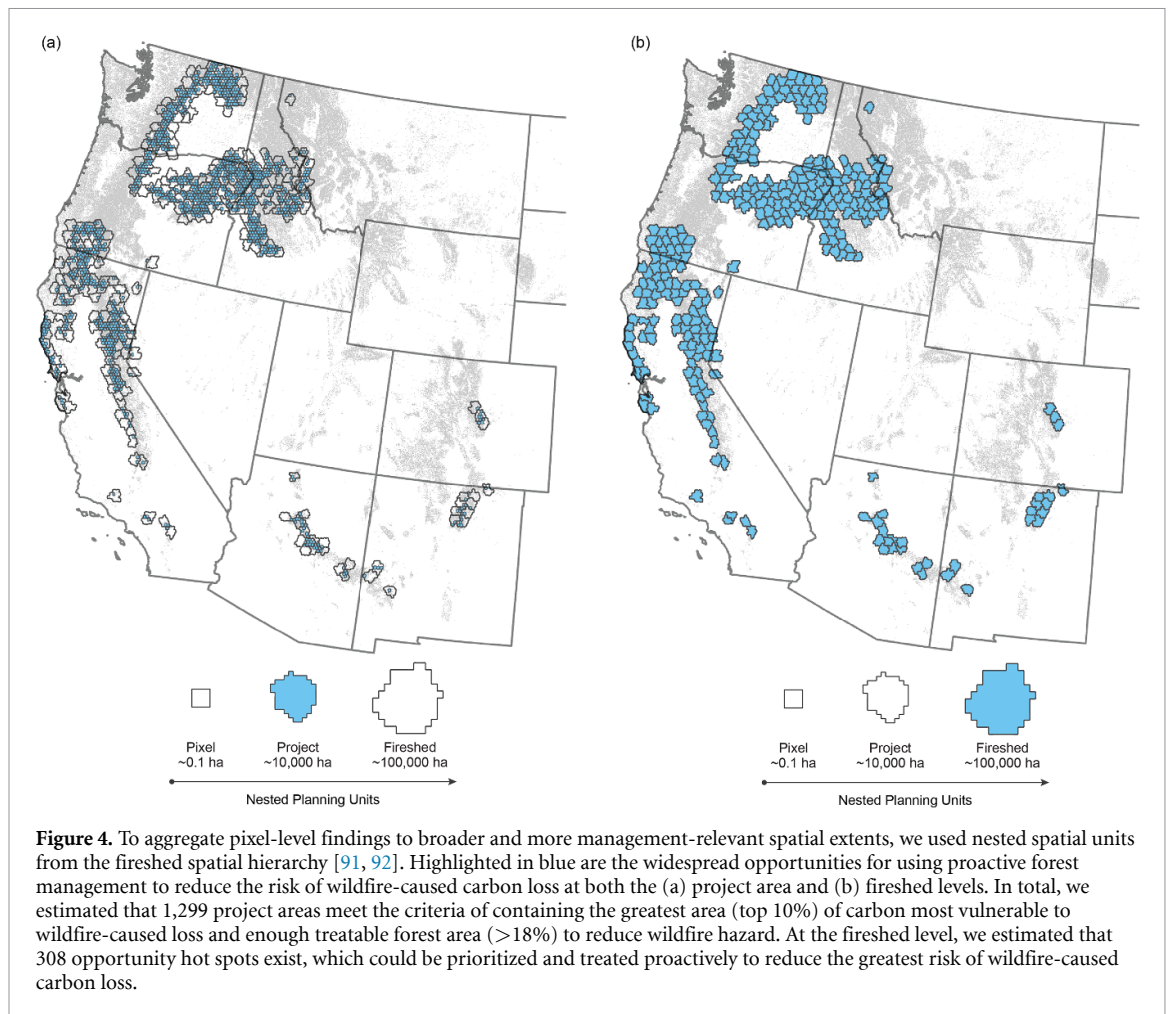 (a)
(b)
Pixel
~0.1 ha
Project
~10,000 ha
Fireshed
~100,000 ha
Nested Planning Units
Pixel
~0.1 ha
Project
~10,000 ha
Fireshed
~100,000 ha
Nested Planning Units
Figure 4. To aggregate pixel-level findings to broader and more management-relevant spatial extents, we used nested spatial units
from the fireshed spatial hierarchy [91, 92]. Highlighted in blue are the widespread opportunities for using proactive forest
management to reduce the risk of wildfire-caused carbon loss at both the (a) project area and (b) fireshed levels. In total, we
estimated that 1,299 project areas meet the criteria of containing the greatest area (top 10%) of carbon most vulnerable to
wildfire-caused loss and enough treatable forest area (>18%) to reduce wildfire hazard. At the fireshed level, we estimated that
308 opportunity hot spots exist, which could be prioritized and treated proactively to reduce the greatest risk of wildfire-caused
carbon loss.